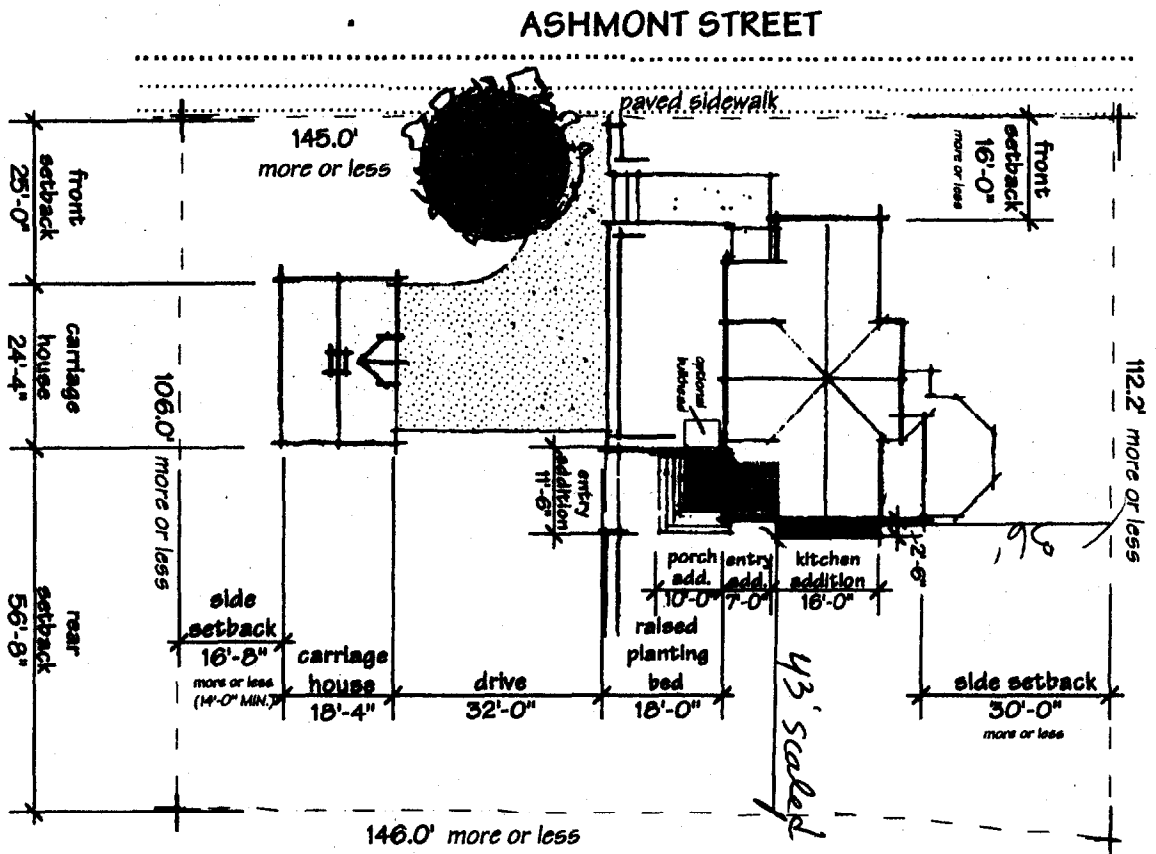 ASHMONT STREET
paved sidewalk
145.0'
more or less
front
setback
25'-0"
front
setback
16'-0"
more or less
carriage
house
24'-4"
106.0' more or less
112.2' more or less
optional
bulkhead
entry
addition
11'-6"
rear
setback
56'-8"
side
setback
16'-8"
more or less
(14'-0" MIN.)
carriage
house
18'-4"
drive
32'-0"
porch
add.
10'-0"
entry
add.
7'-0"
kitchen
addition
16'-0"
2'-6"
raised
planting
bed
18'-0"
side setback
30'-0"
more or less
43' scaled
146.0' more or less